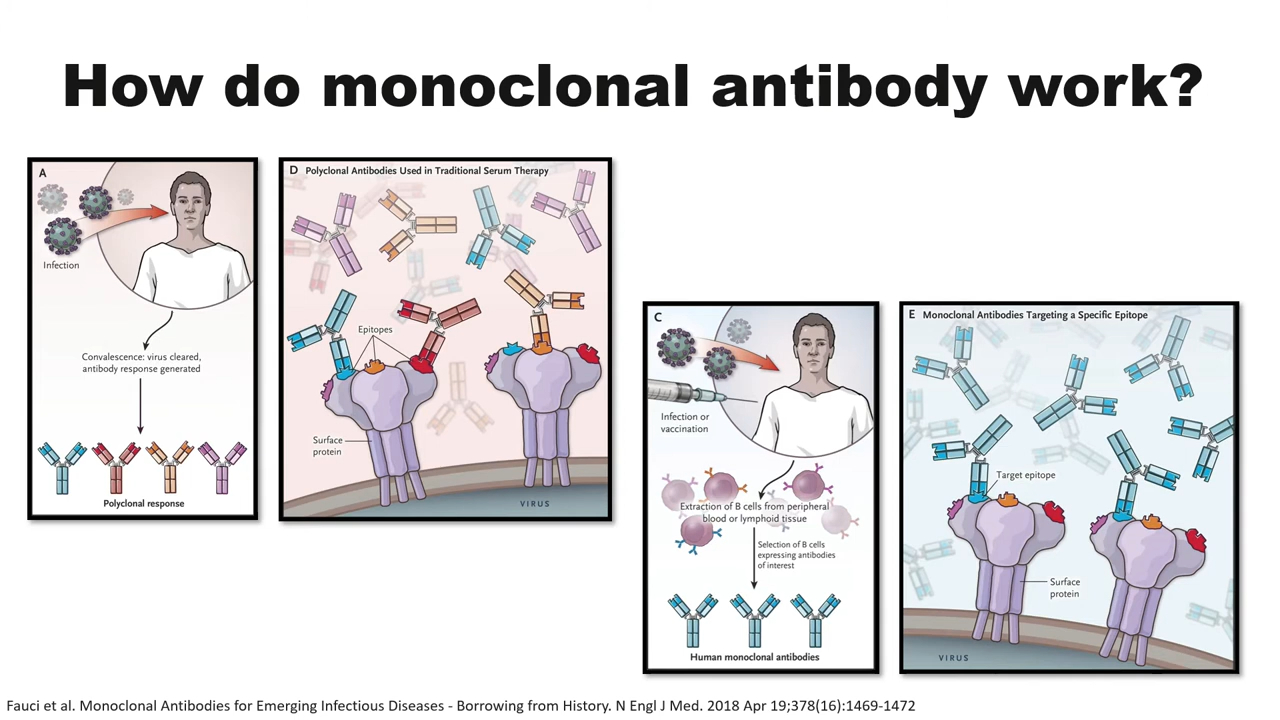 How do monoclonal antibody work?
A
Infection
Convalescence: virus cleared,
antibody response generated
Polyclonal response
D Polyclonal Antibodies Used in Traditional Serum Therapy
Epitopes
Surface
protein
VIRUS
C
Infection or
vaccination
Extraction of B cells from peripheral
blood or lymphoid tissue
Selection of B cells
expressing antibodies
of interest
Human monoclonal antibodies
E Monoclonal Antibodies Targeting a Specific Epitope
Target epitope
Surface
protein
VIRUS
Fauci et al. Monoclonal Antibodies for Emerging Infectious Diseases - Borrowing from History. N Engl J Med. 2018 Apr 19;378(16):1469-1472